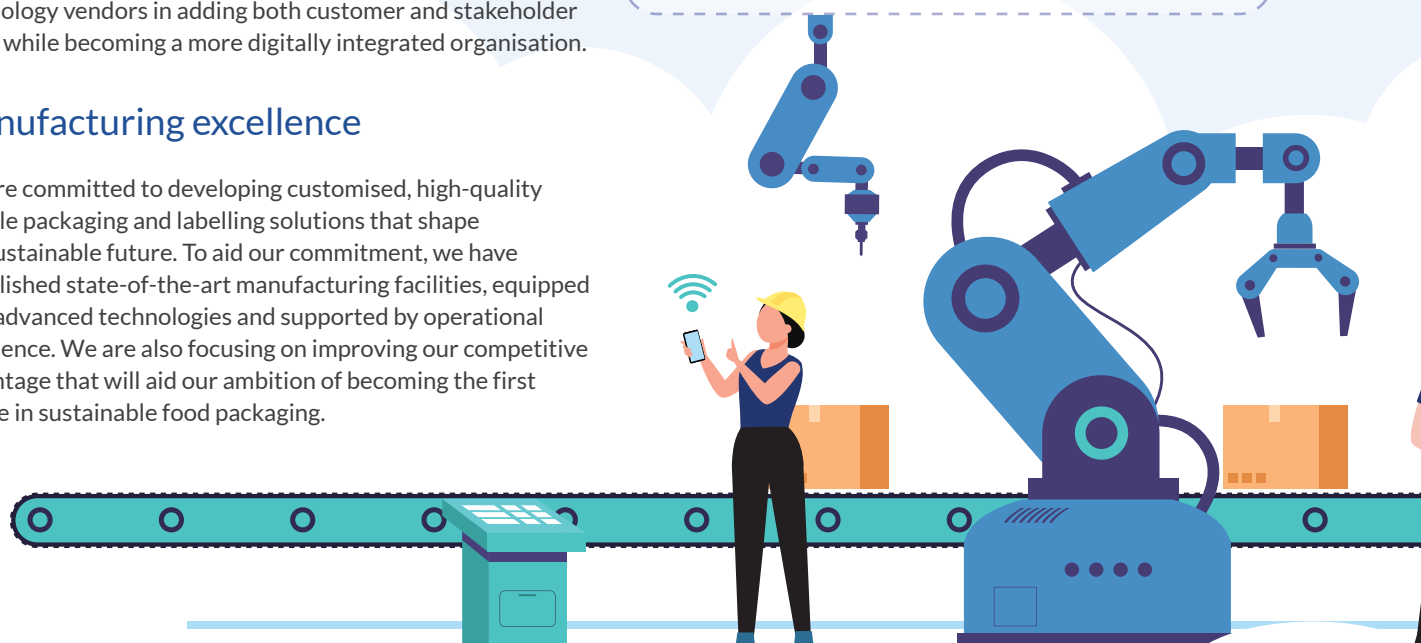 ology vendors in adding both customer and stakeholder
while becoming a more digitally integrated organisation.
nufacturing excellence
re committed to developing customised, high-quality
le packaging and labelling solutions that shape
ustainable future. To aid our commitment, we have
lished state-of-the-art manufacturing facilities, equipped
advanced technologies and supported by operational
ence. We are also focusing on improving our competitive
ntage that will aid our ambition of becoming the first
e in sustainable food packaging.